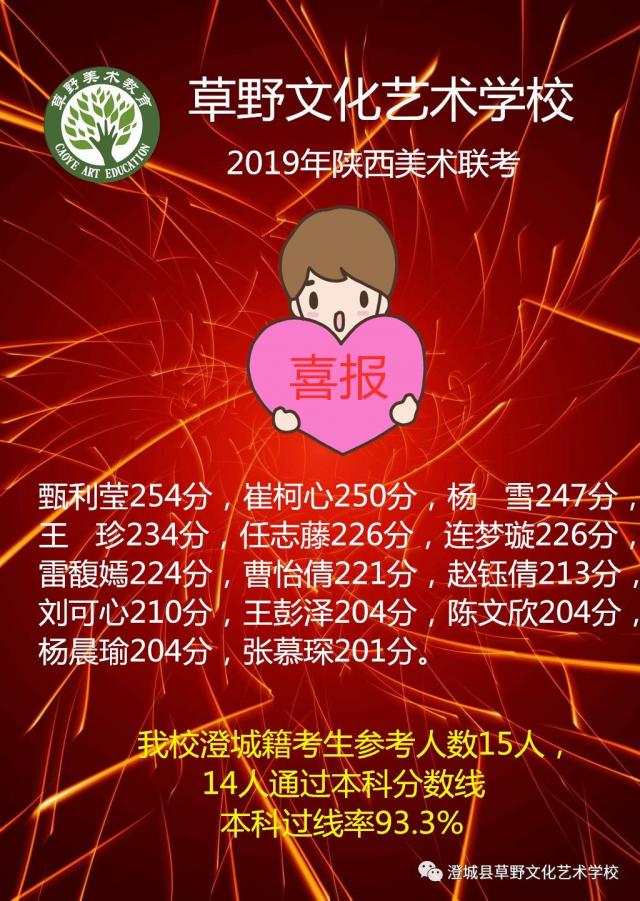 草野美术教育
CAOYE ART EDUCATION
草野文化艺术学校
2019年陕西美术联考
喜报
甄利莹254分，崔柯心250分，杨　雪247分，
王　珍234分，任志藤226分，连梦璇226分，
雷馥嫣224分，曹怡倩221分，赵钰倩213分，
刘可心210分，王彭泽204分，陈文欣204分，
杨晨瑜204分，张慕琛201分。
我校澄城籍考生参考人数15人，
14人通过本科分数线
本科过线率93.3%
澄城县草野文化艺术学校